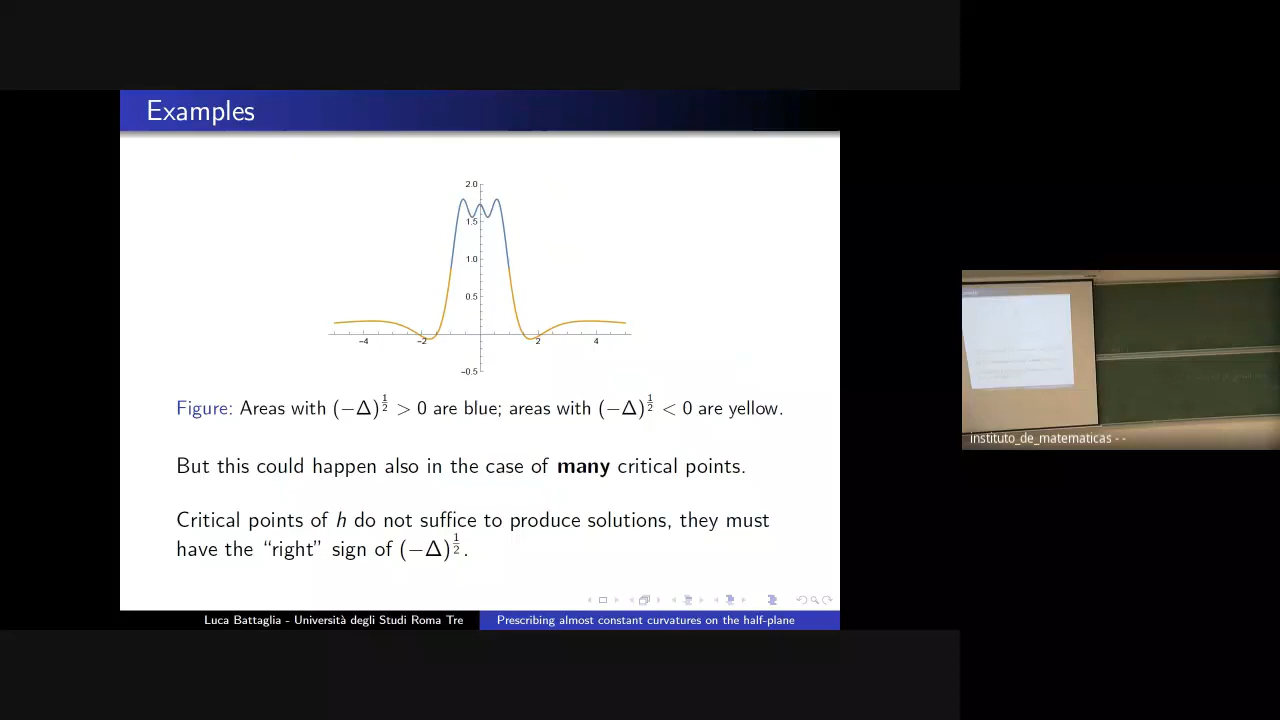 Examples
2.0
1.5
1.0
0.5
-4
-2
2
4
-0.5
Figure: Areas with (−Δ)^{1/2} > 0 are blue; areas with (−Δ)^{1/2} < 0 are yellow.
But this could happen also in the case of many critical points.
Critical points of h do not suffice to produce solutions, they must
have the “right” sign of (−Δ)^{1/2}.
Luca Battaglia - Università degli Studi Roma Tre
Prescribing almost constant curvatures on the half-plane
instituto_de_matematicas - -